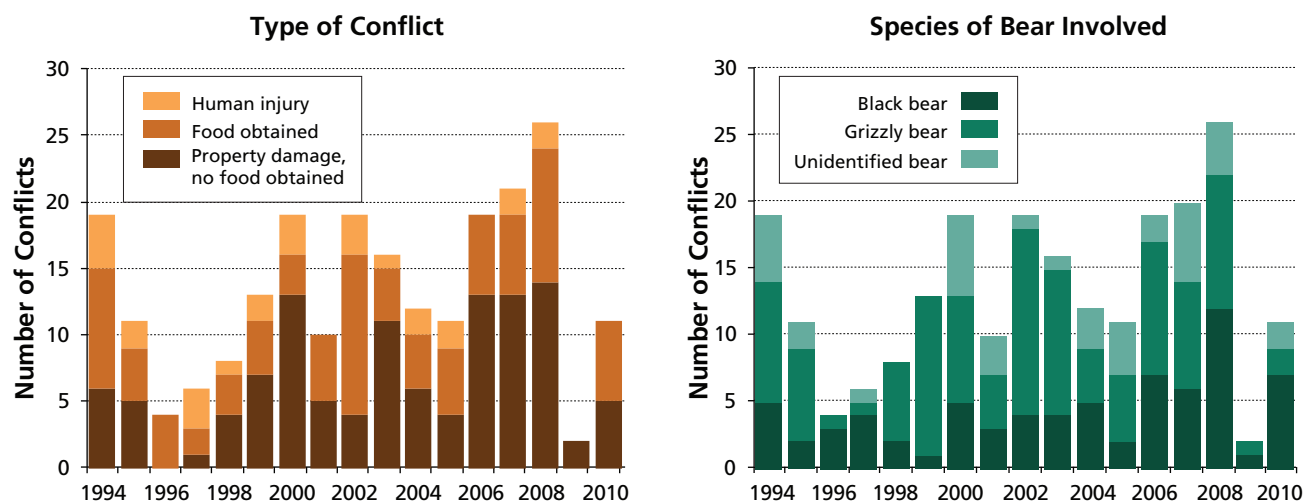 Type of Conflict
Number of Conflicts
30
25
20
15
10
5
0
Human injury
Food obtained
Property damage,
no food obtained
1994 1996 1998 2000 2002 2004 2006 2008 2010
Species of Bear Involved
Number of Conflicts
30
25
20
15
10
5
0
Black bear
Grizzly bear
Unidentified bear
1994 1996 1998 2000 2002 2004 2006 2008 2010